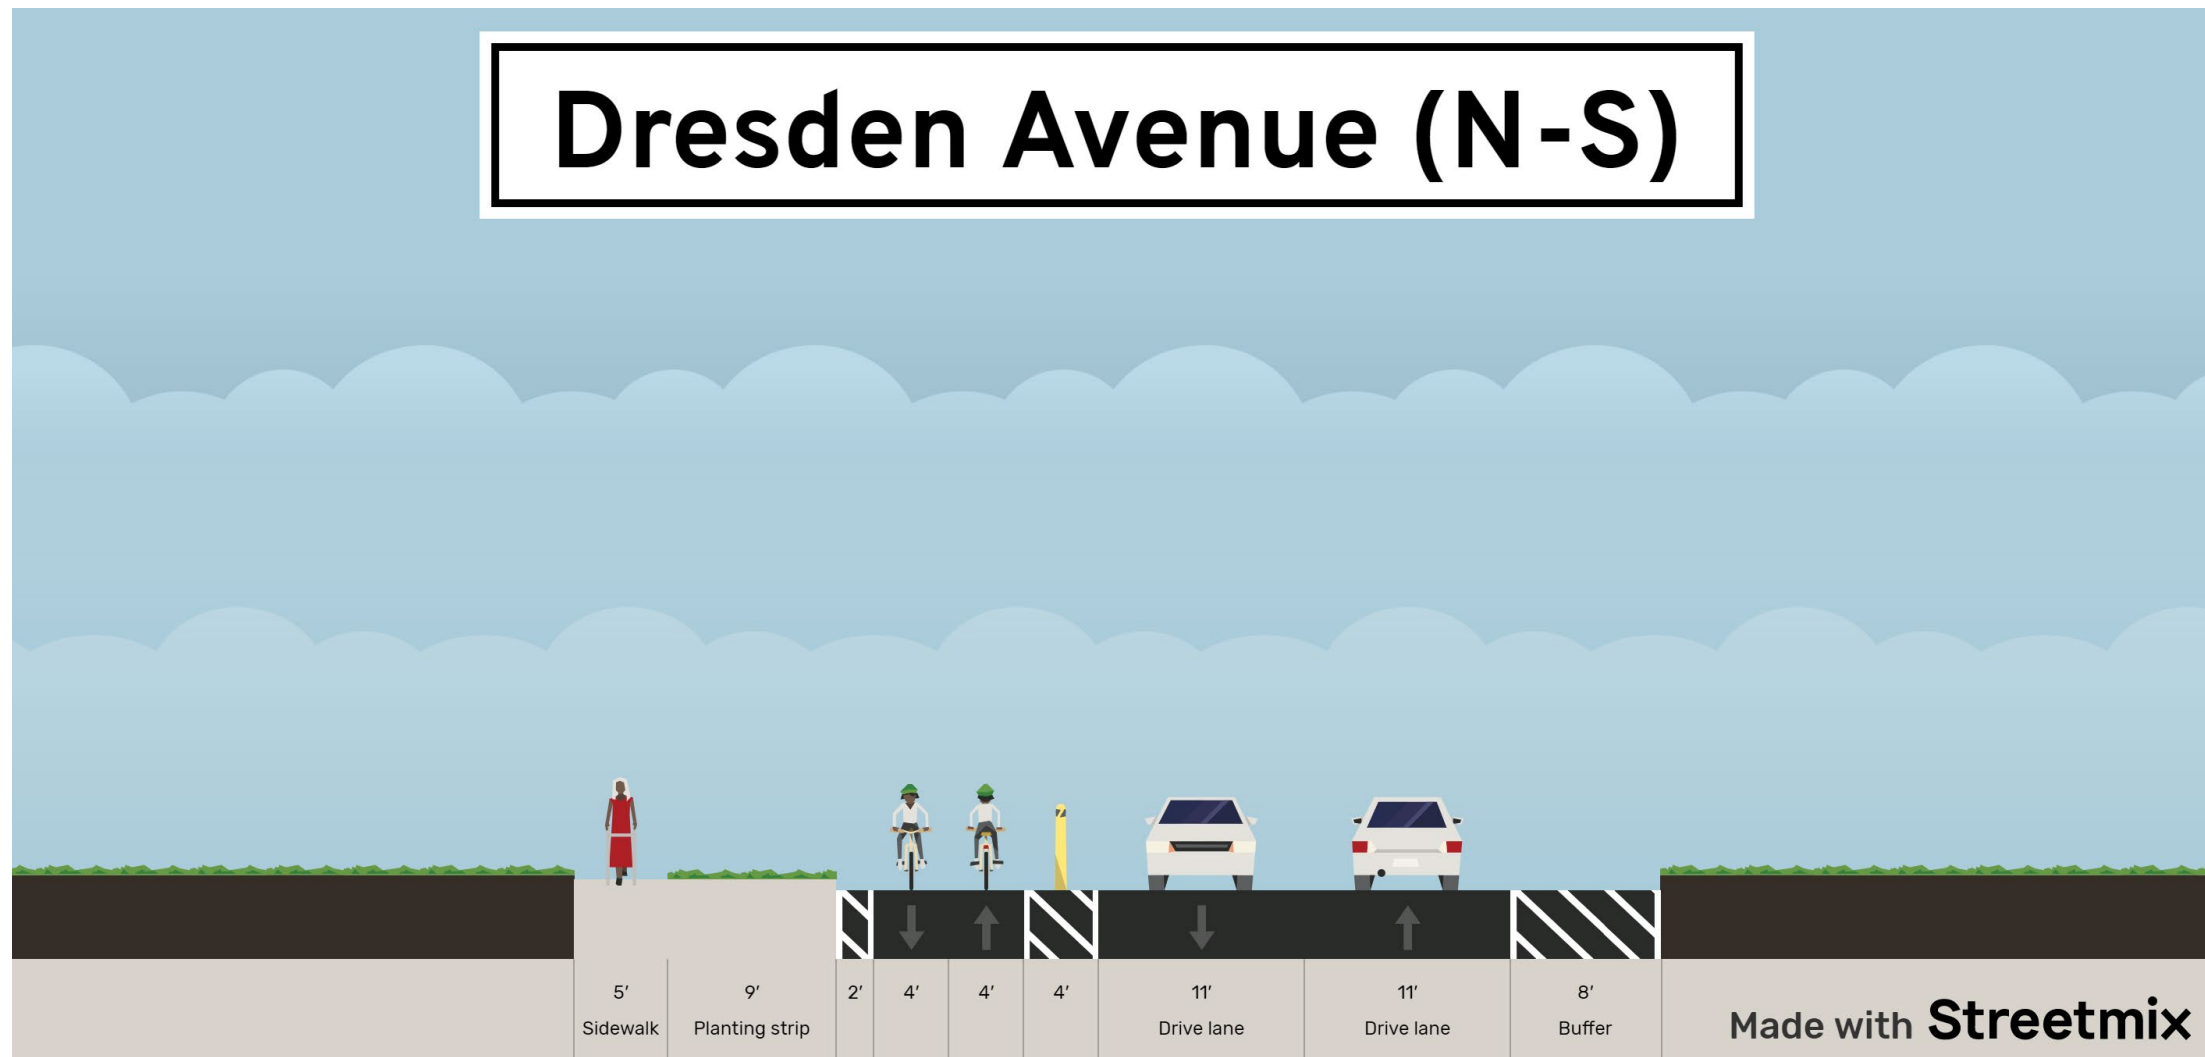 Dresden Avenue (N-S)
5′ 9′ 2′ 4′ 4′ 4′ 11′ 11′ 8′
Sidewalk Planting strip Drive lane Drive lane Buffer
Made with Streetmix